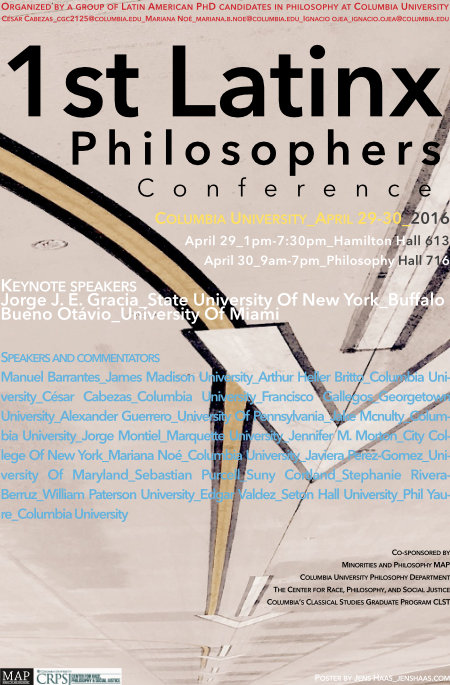 Organized by a group of Latin American PhD candidates in philosophy at Columbia University
César Cabezas_cgc2125@columbia.edu_Mariana Noé_mariana.b.noe@columbia.edu_Ignacio ojea_ignacio.ojea@columbia.edu
1st Latinx
Philosophers
Conference
Columbia University_April 29-30_2016
April 29_1pm-7:30pm_Hamilton Hall 613
April 30_9am-7pm_Philosophy Hall 716
Keynote speakers
Jorge J. E. Gracia_State University Of New York_Buffalo
Bueno Otávio_University Of Miami
Speakers and commentators
Manuel Barrantes_James Madison University_Arthur Heller Britto_Columbia Uni-
versity_César Cabezas_Columbia University_Francisco Gallegos_Georgetown
University_Alexander Guerrero_University Of Pennsylvania_Jake Mcnulty_Colum-
bia University_Jorge Montiel_Marquette University_Jennifer M. Morton_City Col-
lege Of New York_Mariana Noé_Columbia University_Javiera Perez-Gomez_Uni-
versity Of Maryland_Sebastian Purcell_Suny Cortland_Stephanie Rivera-
Berruz_William Paterson University_Edgar Valdez_Seton Hall University_Phil Yau-
re_Columbia University
Co-sponsored by
Minorities and Philosophy MAP
Columbia University Philosophy Department
The Center for Race, Philosophy, and Social Justice
Columbia's Classical Studies Graduate Program CLST
MAP
CRPS
CENTER FOR RACE,
PHILOSOPHY & SOCIAL JUSTICE
Poster by Jens Haas_jenshaas.com